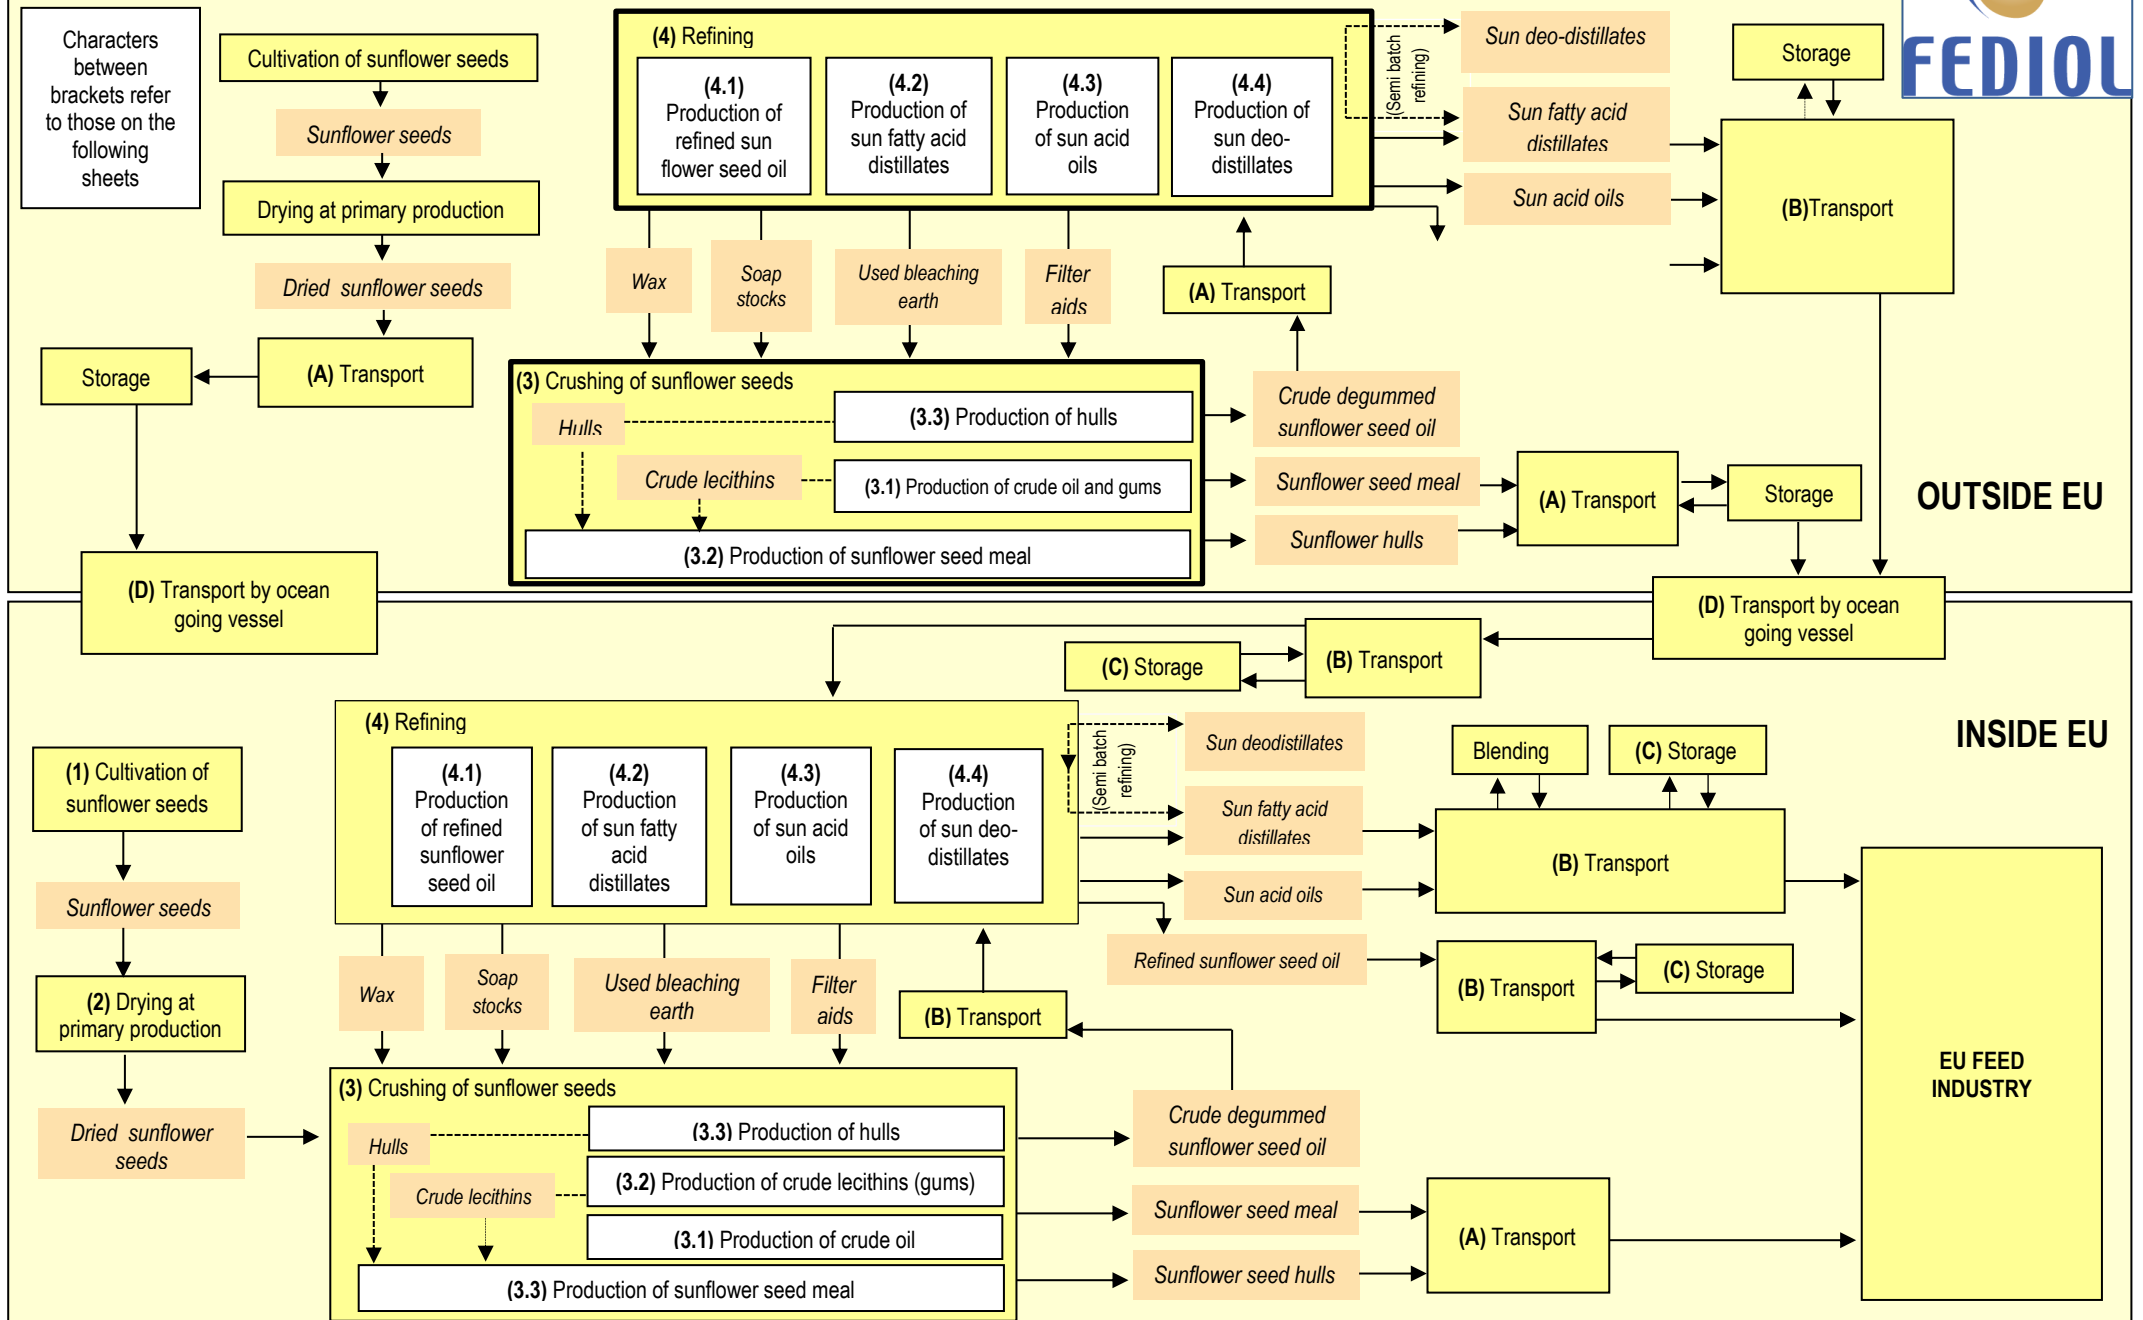 Characters
between
brackets refer
to those on the
following
sheets
Cultivation of sunflower seeds
Sunflower seeds
Drying at primary production
Dried sunflower seeds
(A) Transport
Storage
(4) Refining
(4.1)
Production of
refined sun
flower seed oil
(4.2)
Production of
sun fatty acid
distillates
(4.3)
Production
of sun acid
oils
(4.4)
Production of
sun deo-
distillates
(Semi batch
refining)
Sun deo-distillates
Sun fatty acid
distillates
Sun acid oils
Storage
(B)Transport
FEDIOL
Wax
Soap
stocks
Used bleaching
earth
Filter
aids
(A) Transport
(3) Crushing of sunflower seeds
Hulls
(3.3) Production of hulls
Crude lecithins
(3.1) Production of crude oil and gums
(3.2) Production of sunflower seed meal
Crude degummed
sunflower seed oil
Sunflower seed meal
Sunflower hulls
(A) Transport
Storage
OUTSIDE EU
(D) Transport by ocean
going vessel
(D) Transport by ocean
going vessel
(C) Storage
(B) Transport
INSIDE EU
(1) Cultivation of
sunflower seeds
Sunflower seeds
(2) Drying at
primary production
Dried sunflower
seeds
(4) Refining
(4.1)
Production
of refined
sunflower
seed oil
(4.2)
Production
of sun fatty
acid
distillates
(4.3)
Production
of sun acid
oils
(4.4)
Production
of sun deo-
distillates
(Semi batch
refining)
Sun deodistillates
Sun fatty acid
distillates
Sun acid oils
Refined sunflower seed oil
Blending
(C) Storage
(B) Transport
(B) Transport
(C) Storage
Wax
Soap
stocks
Used bleaching
earth
Filter
aids
(B) Transport
(3) Crushing of sunflower seeds
Hulls
(3.3) Production of hulls
Crude lecithins
(3.2) Production of crude lecithins (gums)
(3.1) Production of crude oil
(3.3) Production of sunflower seed meal
Crude degummed
sunflower seed oil
Sunflower seed meal
Sunflower seed hulls
(A) Transport
EU FEED
INDUSTRY